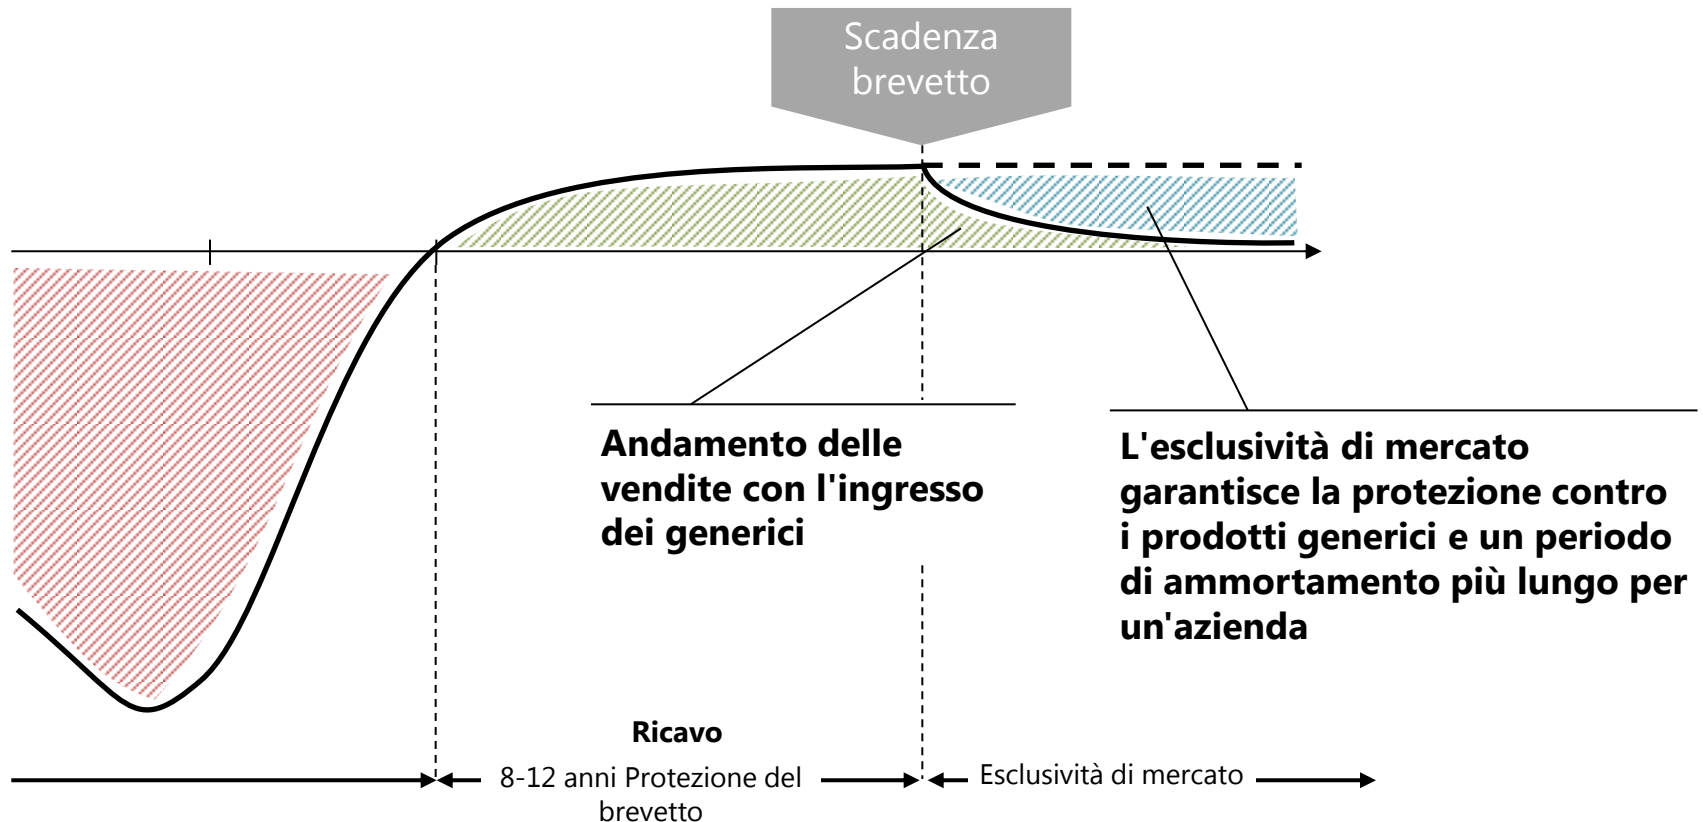 Scadenza
brevetto
Andamento delle
vendite con l'ingresso
dei generici
L'esclusività di mercato
garantisce la protezione contro
i prodotti generici e un periodo
di ammortamento più lungo per
un'azienda
Ricavo
8-12 anni Protezione del
brevetto
Esclusività di mercato